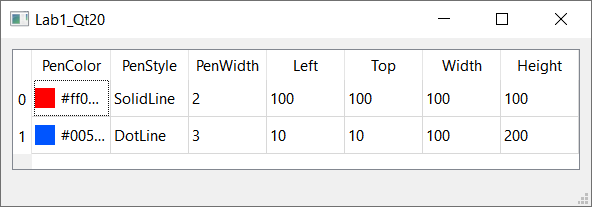 Lab1_Qt20
PenColor PenStyle PenWidth Left Top Width Height
0 #ff0... SolidLine 2 100 100 100 100
1 #005... DotLine 3 10 10 100 200